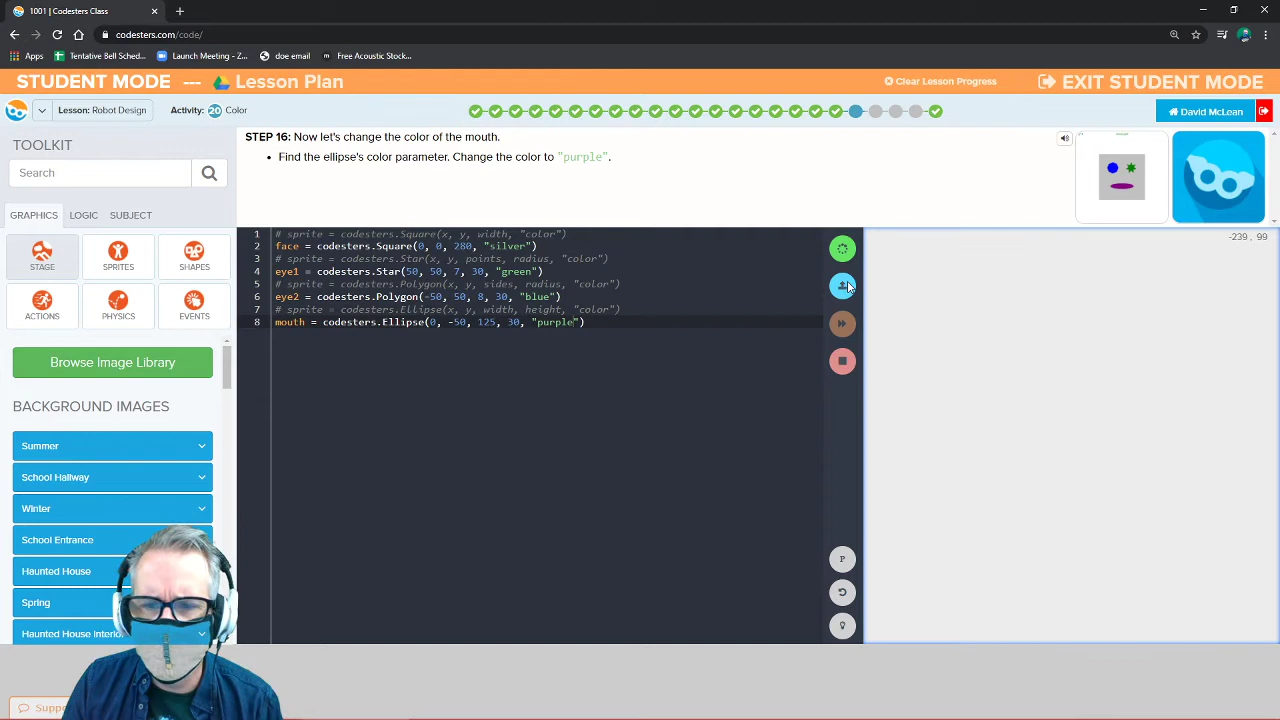 1001 | Codesters Class
codesters.com/code/
Apps
Tentative Bell Sched...
Launch Meeting - Z...
doe email
Free Acoustic Stock...
STUDENT MODE — Lesson Plan
Clear Lesson Progress
EXIT STUDENT MODE
Lesson: Robot Design
Activity: 20 Color
David McLean
TOOLKIT
Search
GRAPHICS
LOGIC
SUBJECT
STAGE
SPRITES
SHAPES
ACTIONS
PHYSICS
EVENTS
Browse Image Library
BACKGROUND IMAGES
Summer
School Hallway
Winter
School Entrance
Haunted House
Spring
Haunted House Interior
Suppo
STEP 16: Now let's change the color of the mouth.
• Find the ellipse's color parameter. Change the color to "purple".
1 # sprite = codesters.Square(x, y, width, "color")
2 face = codesters.Square(0, 0, 280, "silver")
3 # sprite = codesters.Star(x, y, points, radius, "color")
4 eye1 = codesters.Star(50, 50, 7, 30, "green")
5 # sprite = codesters.Polygon(x, y, sides, radius, "color")
6 eye2 = codesters.Polygon(-50, 50, 8, 30, "blue")
7 # sprite = codesters.Ellipse(x, y, width, height, "color")
8 mouth = codesters.Ellipse(0, -50, 125, 30, "purple")
P
-239, 99